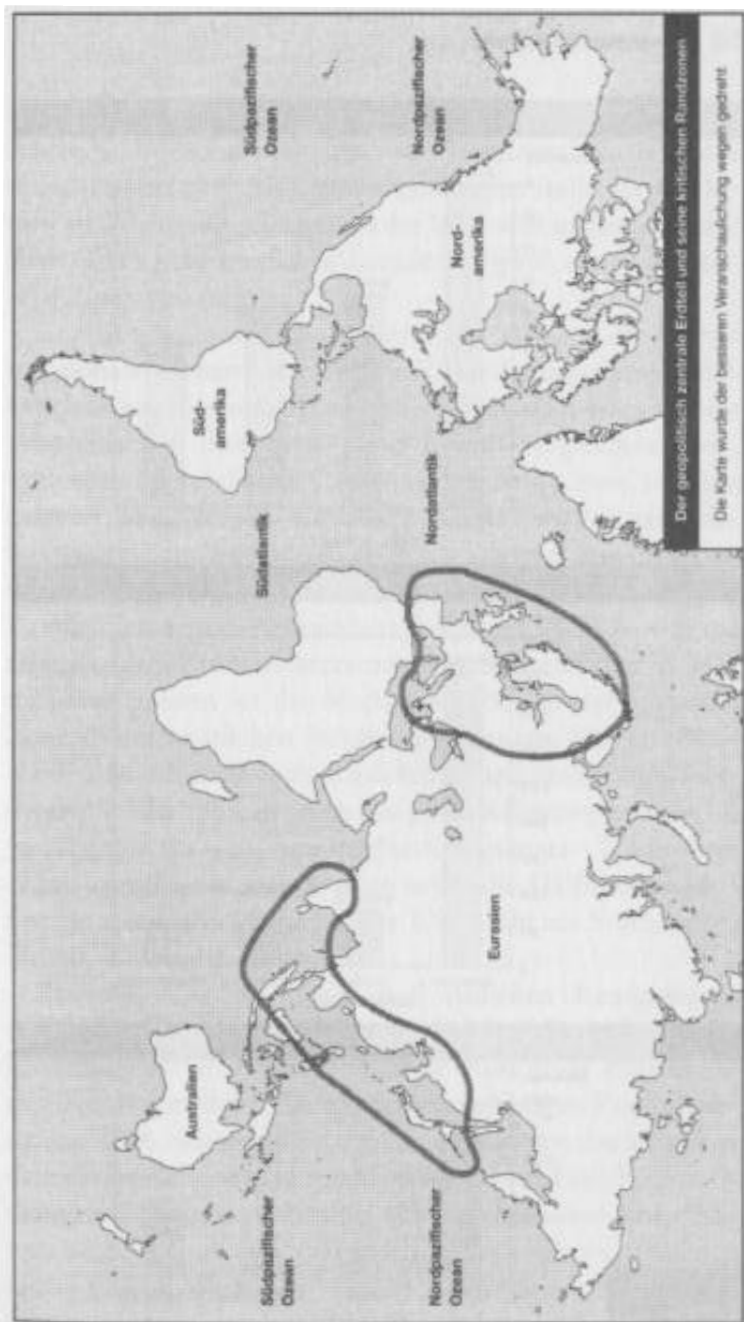 Australien
Süd-
amerika
Südpazifischer
Ozean
Südatlantik
Südpazifischer
Ozean
Nordpazifischer
Ozean
Nordatlantik
Nordpazifischer
Ozean
Nord-
amerika
Eurasien
Der geopolitisch zentrale Erdteil und seine kritischen Randzonen
Die Karte wurde der besseren Veranschaulichung wegen gedreht